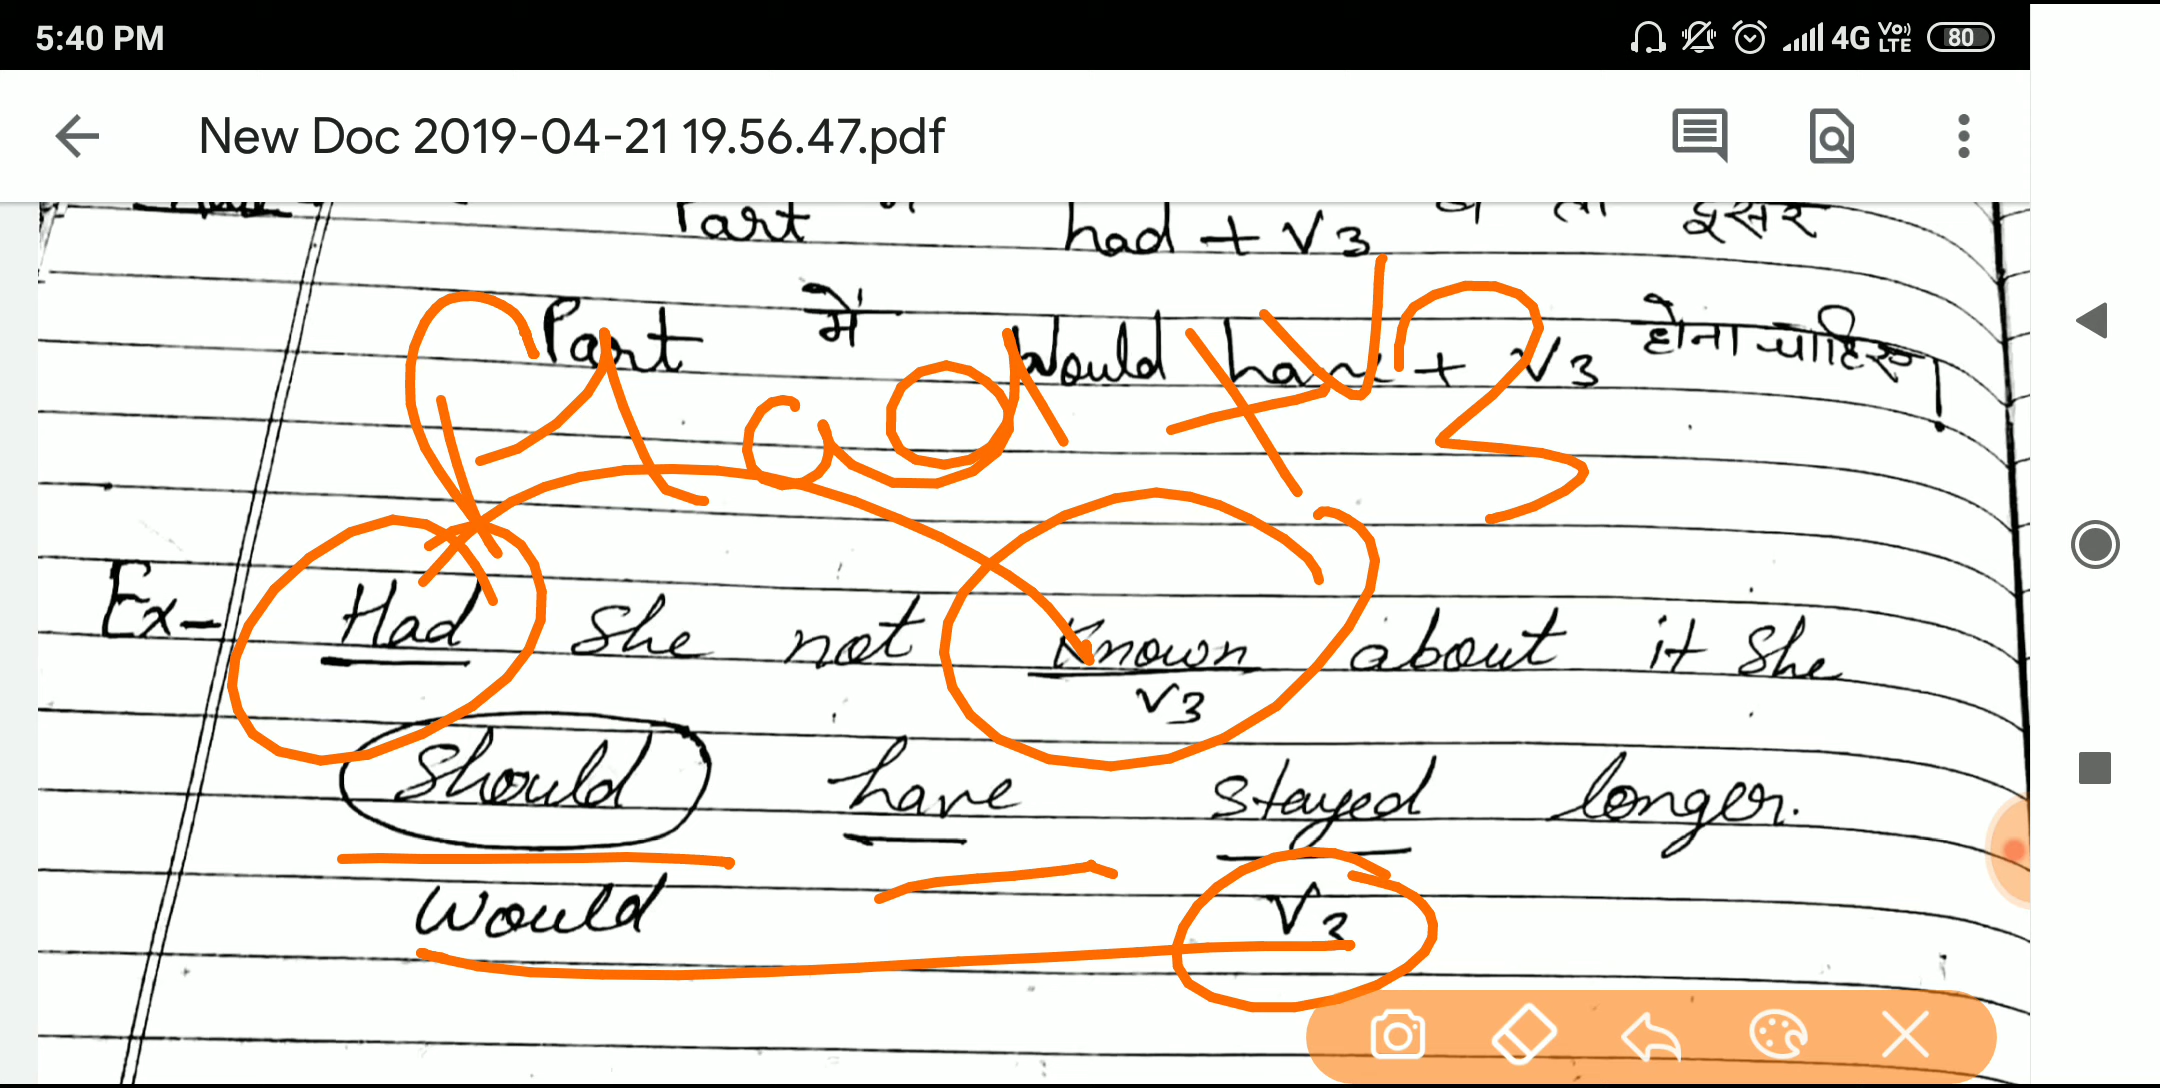 5:40 PM 4G VoLTE 80
New Doc 2019-04-21 19.56.47.pdf
Part had + V3 दूसरे
Part में Would have + V3 होना चाहिए।
Had + V3
Ex- Had She not Known about it She
V3
Should have stayed longer.
Would V3